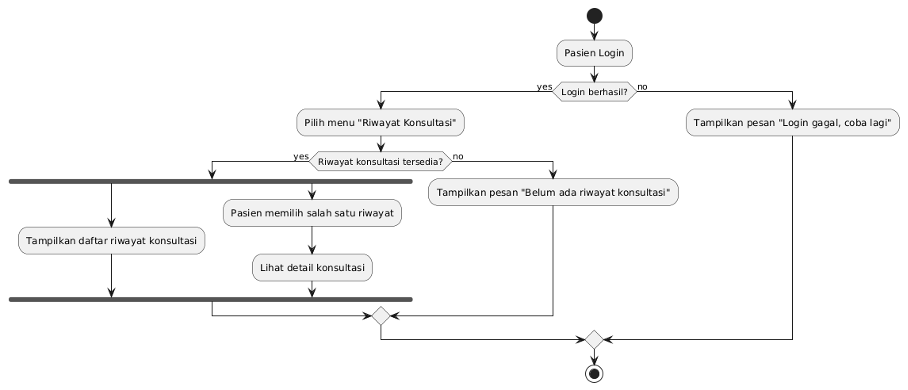 Pasien Login
Login berhasil?
yes
no
Pilih menu "Riwayat Konsultasi"
Tampilkan pesan "Login gagal, coba lagi"
Riwayat konsultasi tersedia?
yes
no
Tampilkan pesan "Belum ada riwayat konsultasi"
Pasien memilih salah satu riwayat
Tampilkan daftar riwayat konsultasi
Lihat detail konsultasi